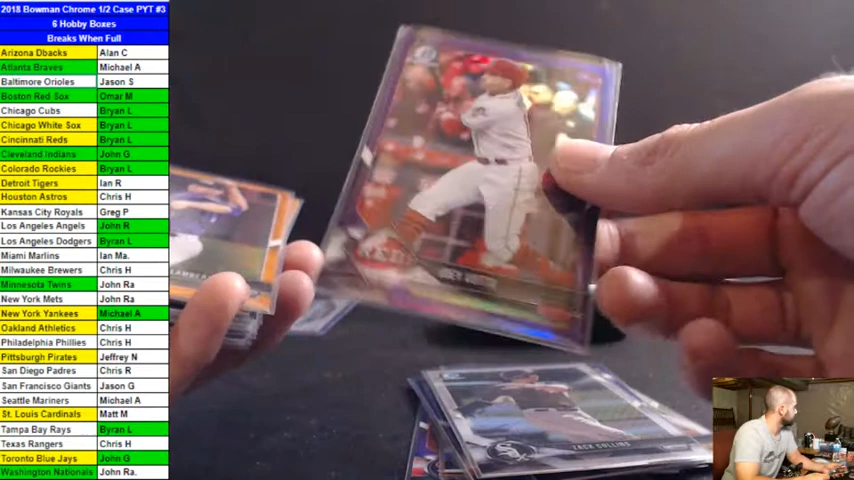 2018 Bowman Chrome 1/2 Case PYT #3
6 Hobby Boxes
Breaks When Full
Arizona Dbacks Alan C
Atlanta Braves Michael A
Baltimore Orioles Jason S
Boston Red Sox Omar M
Chicago Cubs Bryan L
Chicago White Sox Bryan L
Cincinnati Reds Bryan L
Cleveland Indians John G
Colorado Rockies Bryan L
Detroit Tigers Ian R
Houston Astros Chris H
Kansas City Royals Greg P
Los Angeles Angels John R
Los Angeles Dodgers Byran L
Miami Marlins Ian Ma.
Milwaukee Brewers Chris H
Minnesota Twins John Ra
New York Mets John Ra
New York Yankees Michael A
Oakland Athletics Chris H
Philadelphia Phillies Chris H
Pittsburgh Pirates Jeffrey N
San Diego Padres Chris R
San Francisco Giants Jason G
Seattle Mariners Michael A
St. Louis Cardinals Matt M
Tampa Bay Rays Byran L
Texas Rangers Chris H
Toronto Blue Jays John G
Washington Nationals John Ra.
REDS
JOEY VOTTO
ZACK COLLINS